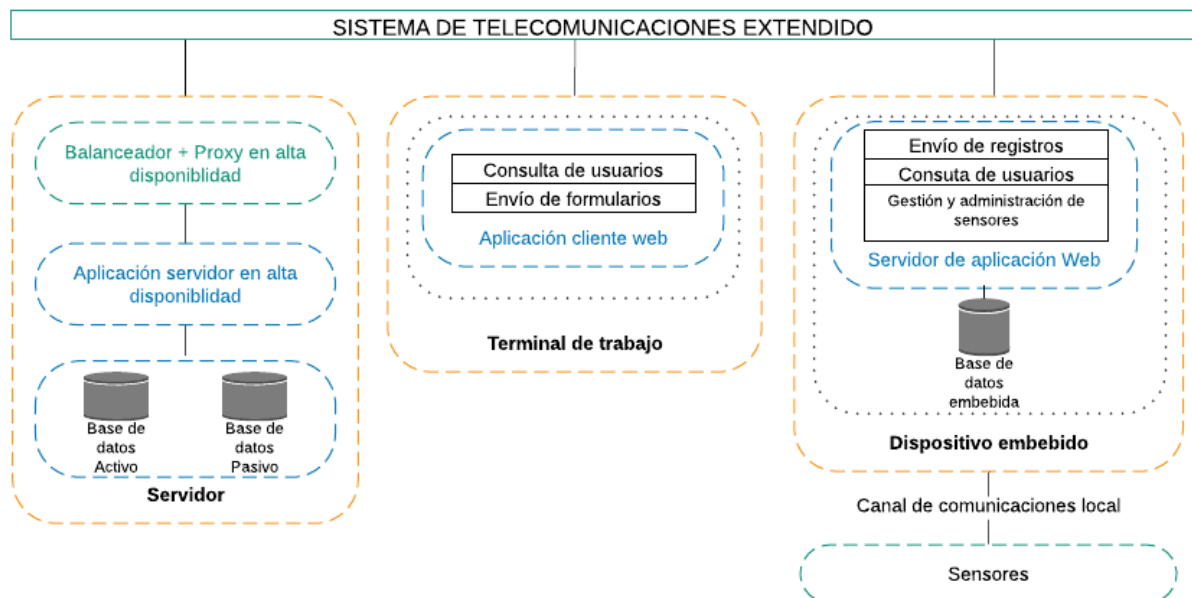 SISTEMA DE TELECOMUNICACIONES EXTENDIDO
Balanceador + Proxy en alta
disponiblidad
Aplicación servidor en alta
disponiblidad
Base de
datos
Activo
Base de
datos
Pasivo
Servidor
Consulta de usuarios
Envío de formularios
Aplicación cliente web
Terminal de trabajo
Envío de registros
Consuta de usuarios
Gestión y administración de
sensores
Servidor de aplicación Web
Base de
datos
embebida
Dispositivo embebido
Canal de comunicaciones local
Sensores